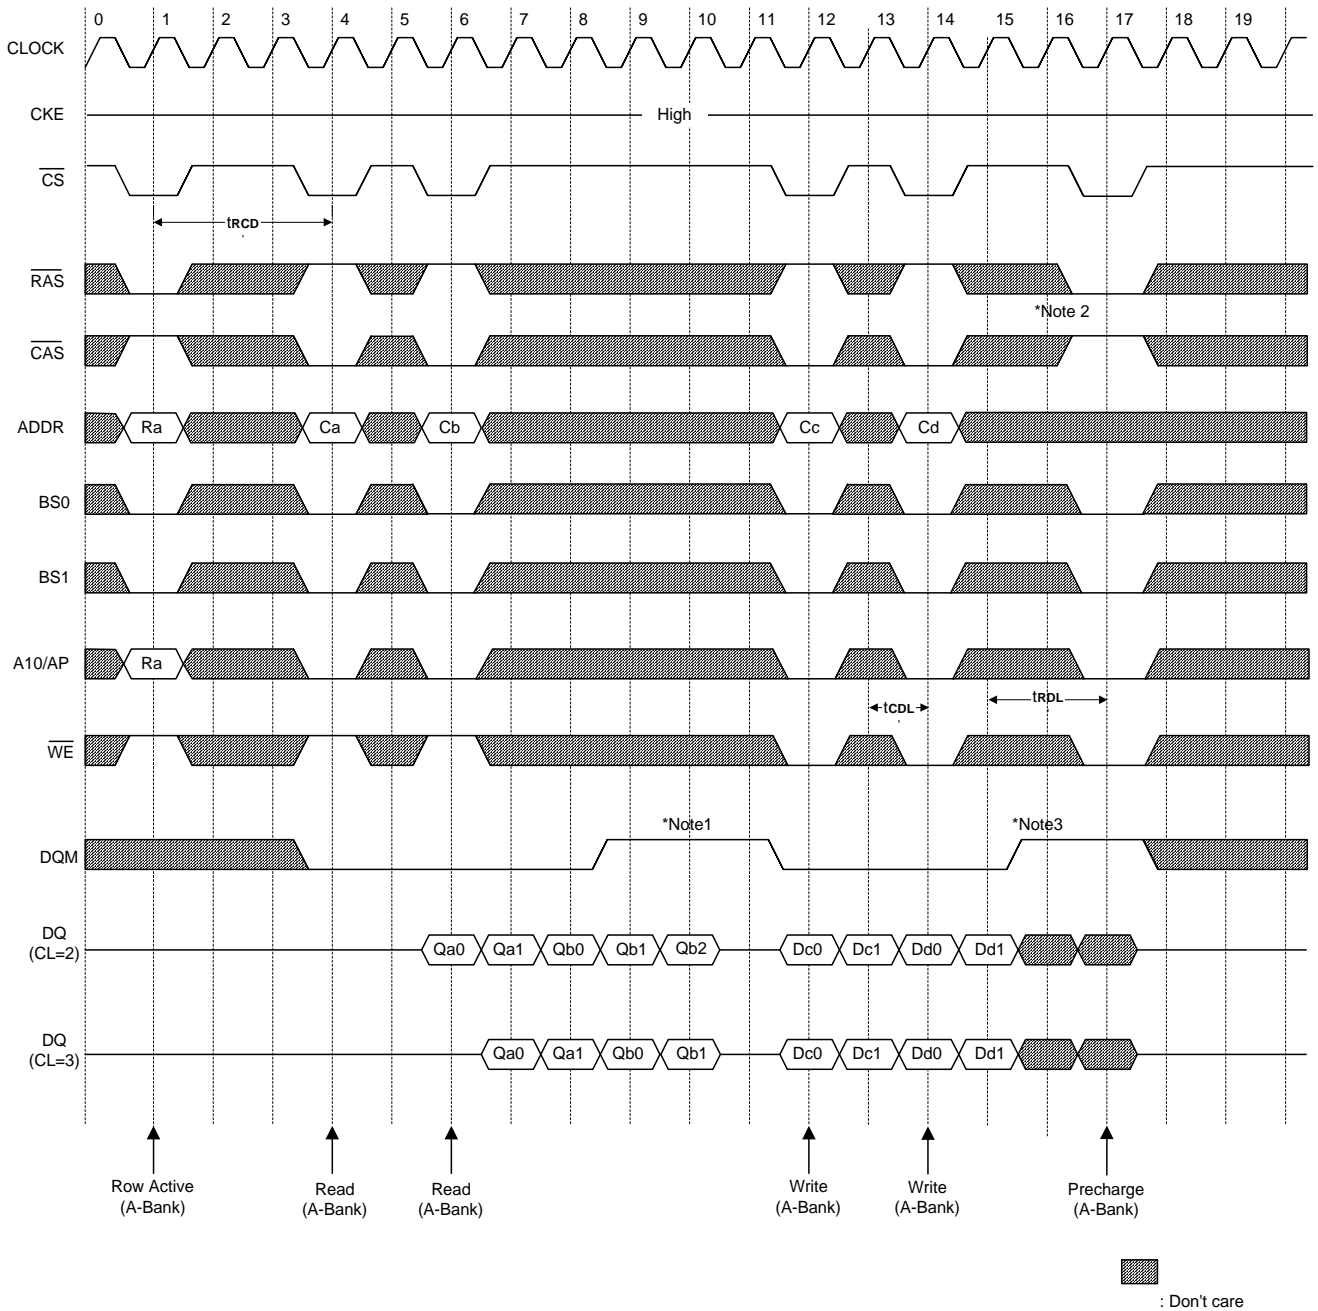 0 1 2 3 4 5 6 7 8 9 10 11 12 13 14 15 16 17 18 19
CLOCK
CKE High
CS
tRCD
RAS
*Note 2
CAS
ADDR Ra Ca Cb Cc Cd
BS0
BS1
A10/AP Ra
tCDL tRDL
WE
*Note1 *Note3
DQM
DQ
(CL=2) Qa0 Qa1 Qb0 Qb1 Qb2 Dc0 Dc1 Dd0 Dd1
DQ
(CL=3) Qa0 Qa1 Qb0 Qb1 Dc0 Dc1 Dd0 Dd1
Row Active Read Read Write Write Precharge
(A-Bank) (A-Bank) (A-Bank) (A-Bank) (A-Bank) (A-Bank)
: Don't care